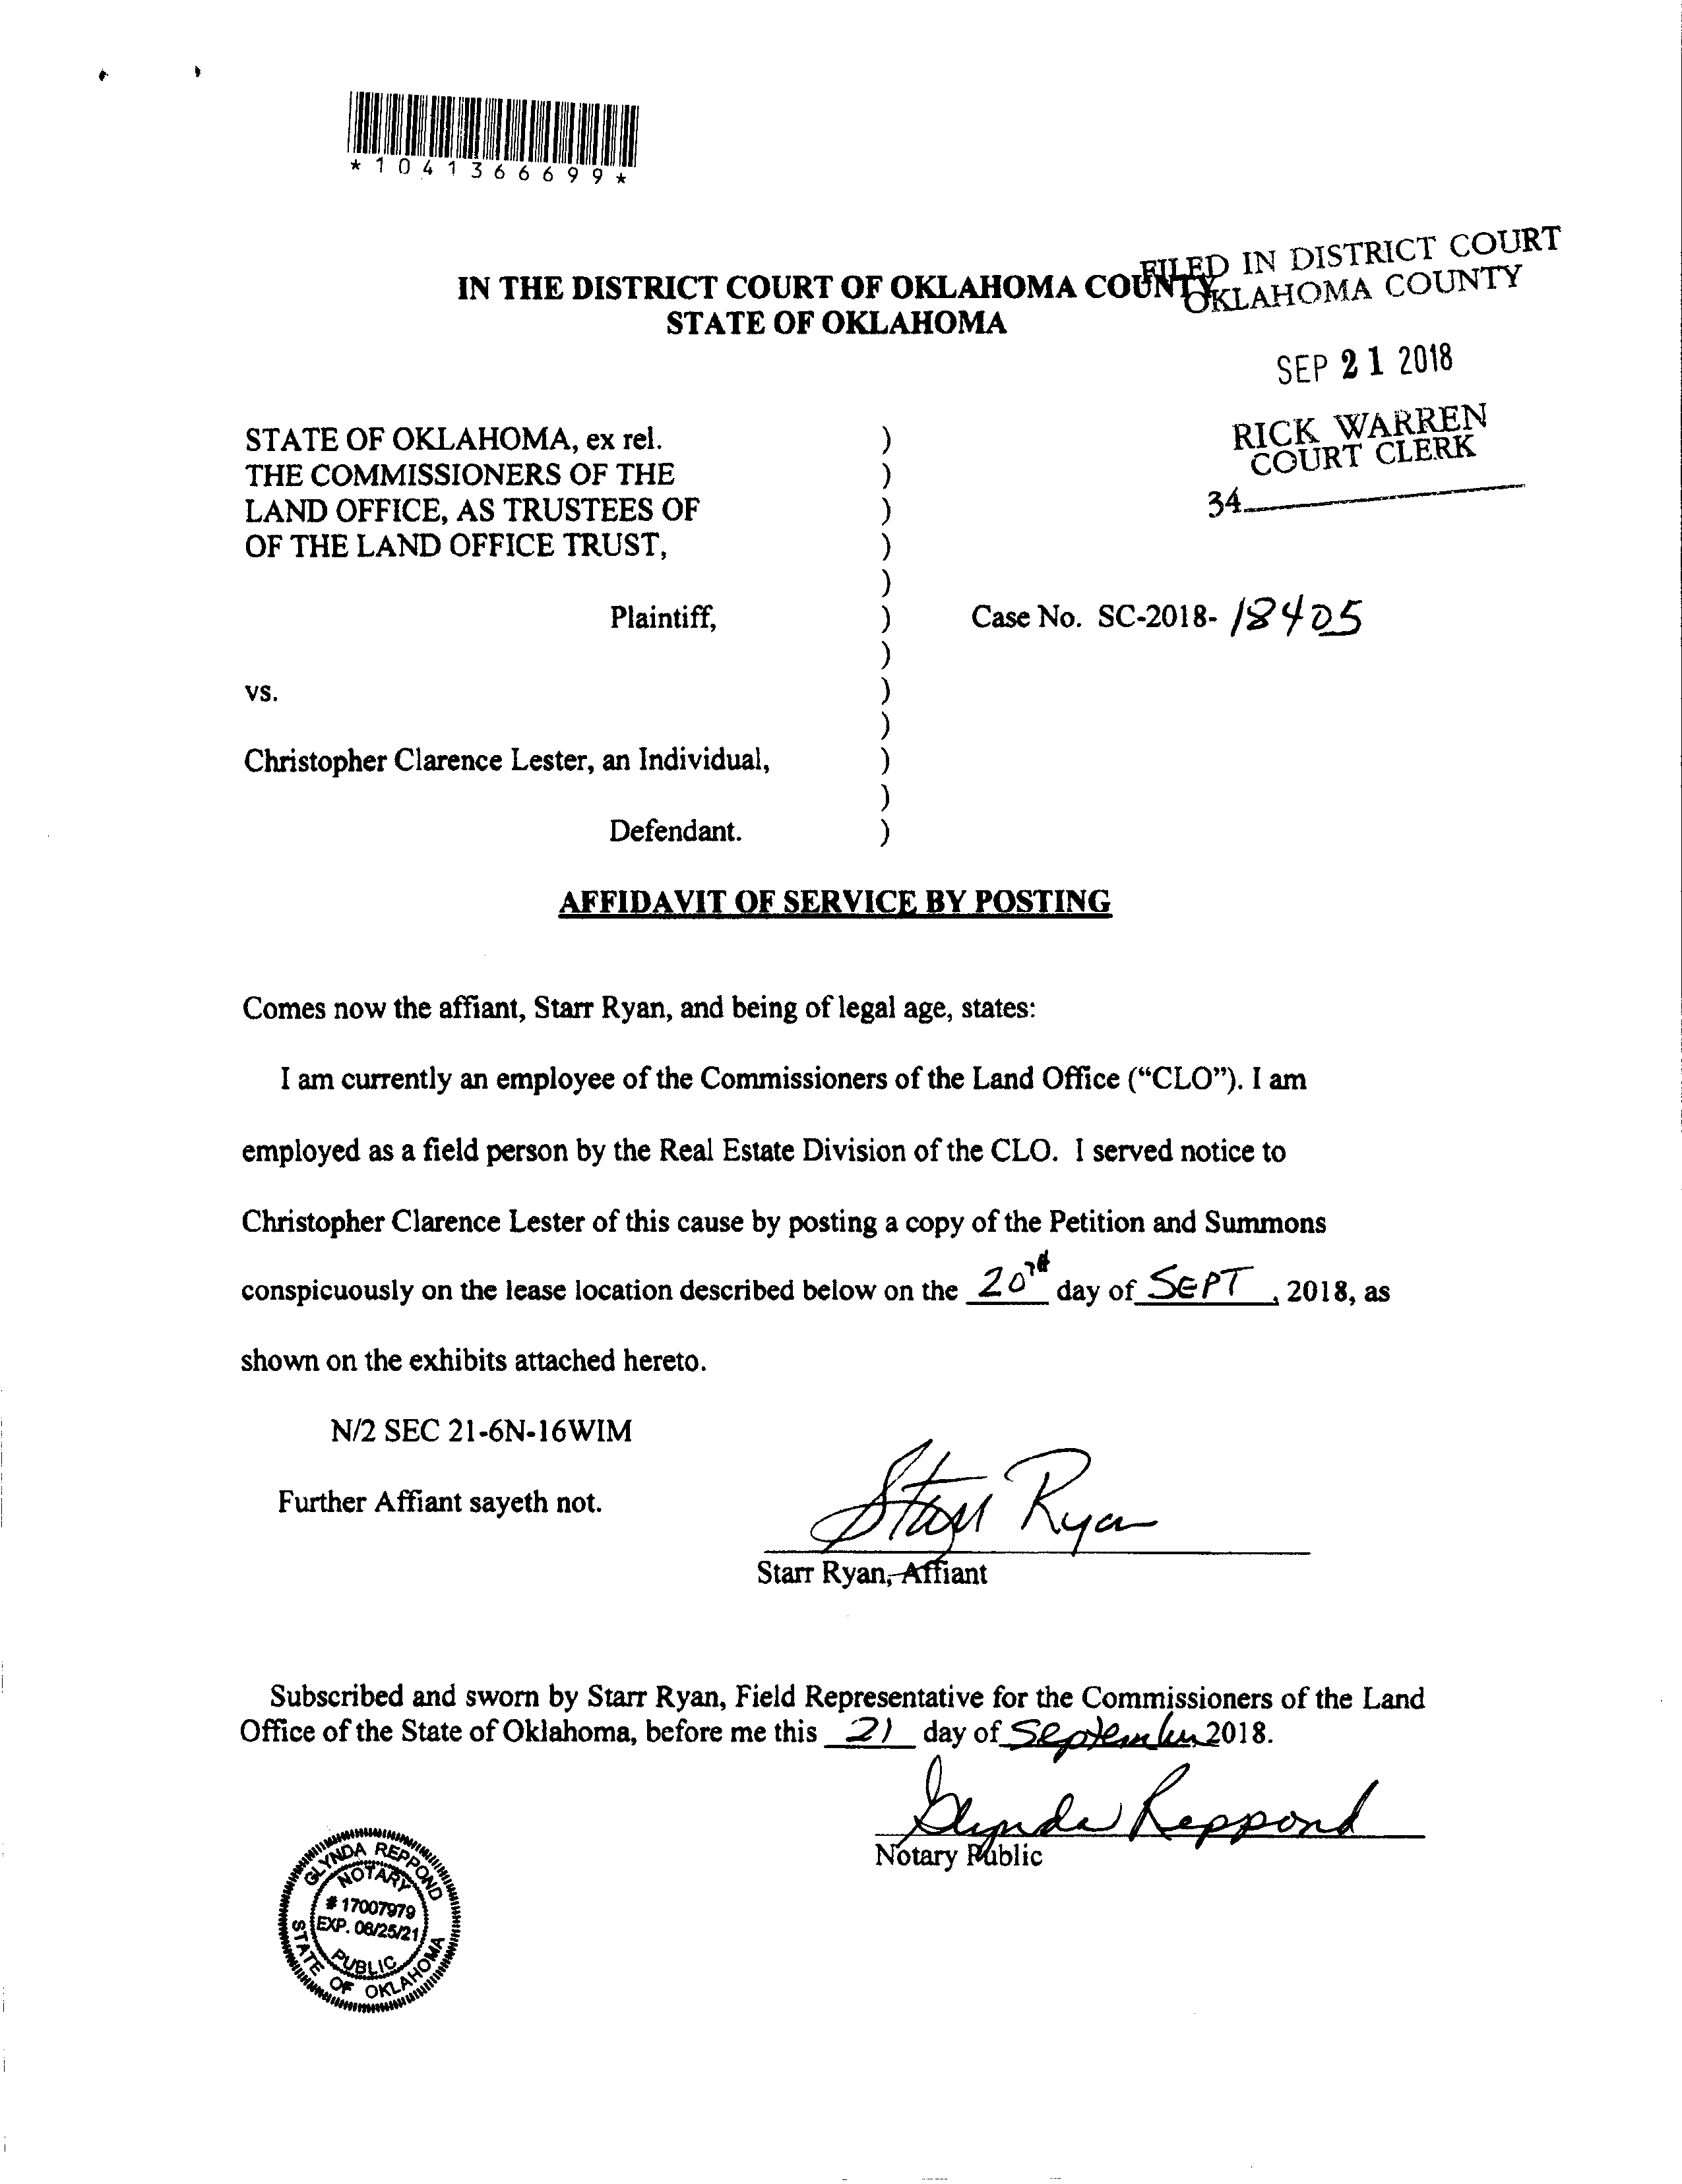 *1041366699*
FILED IN DISTRICT COURT
OKLAHOMA COUNTY
IN THE DISTRICT COURT OF OKLAHOMA COUNTY
STATE OF OKLAHOMA
SEP 21 2018
RICK WARREN
COURT CLERK
34
STATE OF OKLAHOMA, ex rel. )
THE COMMISSIONERS OF THE )
LAND OFFICE, AS TRUSTEES OF )
OF THE LAND OFFICE TRUST, )
)
Plaintiff, ) Case No. SC-2018- 18405
)
vs. )
)
Christopher Clarence Lester, an Individual, )
)
Defendant. )
AFFIDAVIT OF SERVICE BY POSTING
Comes now the affiant, Starr Ryan, and being of legal age, states:
I am currently an employee of the Commissioners of the Land Office (“CLO”). I am
employed as a field person by the Real Estate Division of the CLO. I served notice to
Christopher Clarence Lester of this cause by posting a copy of the Petition and Summons
conspicuously on the lease location described below on the 20TH day of SEPT, 2018, as
shown on the exhibits attached hereto.
N/2 SEC 21-6N-16WIM
Further Affiant sayeth not.
Starr Ryan
Starr Ryan, Affiant
Subscribed and sworn by Starr Ryan, Field Representative for the Commissioners of the Land
Office of the State of Oklahoma, before me this 21 day of September, 2018.
Glynda Reppond
Notary Public
GLYNDA REPPOND
NOTARY
# 17007979
EXP. 08/25/21
PUBLIC
STATE OF OKLAHOMA